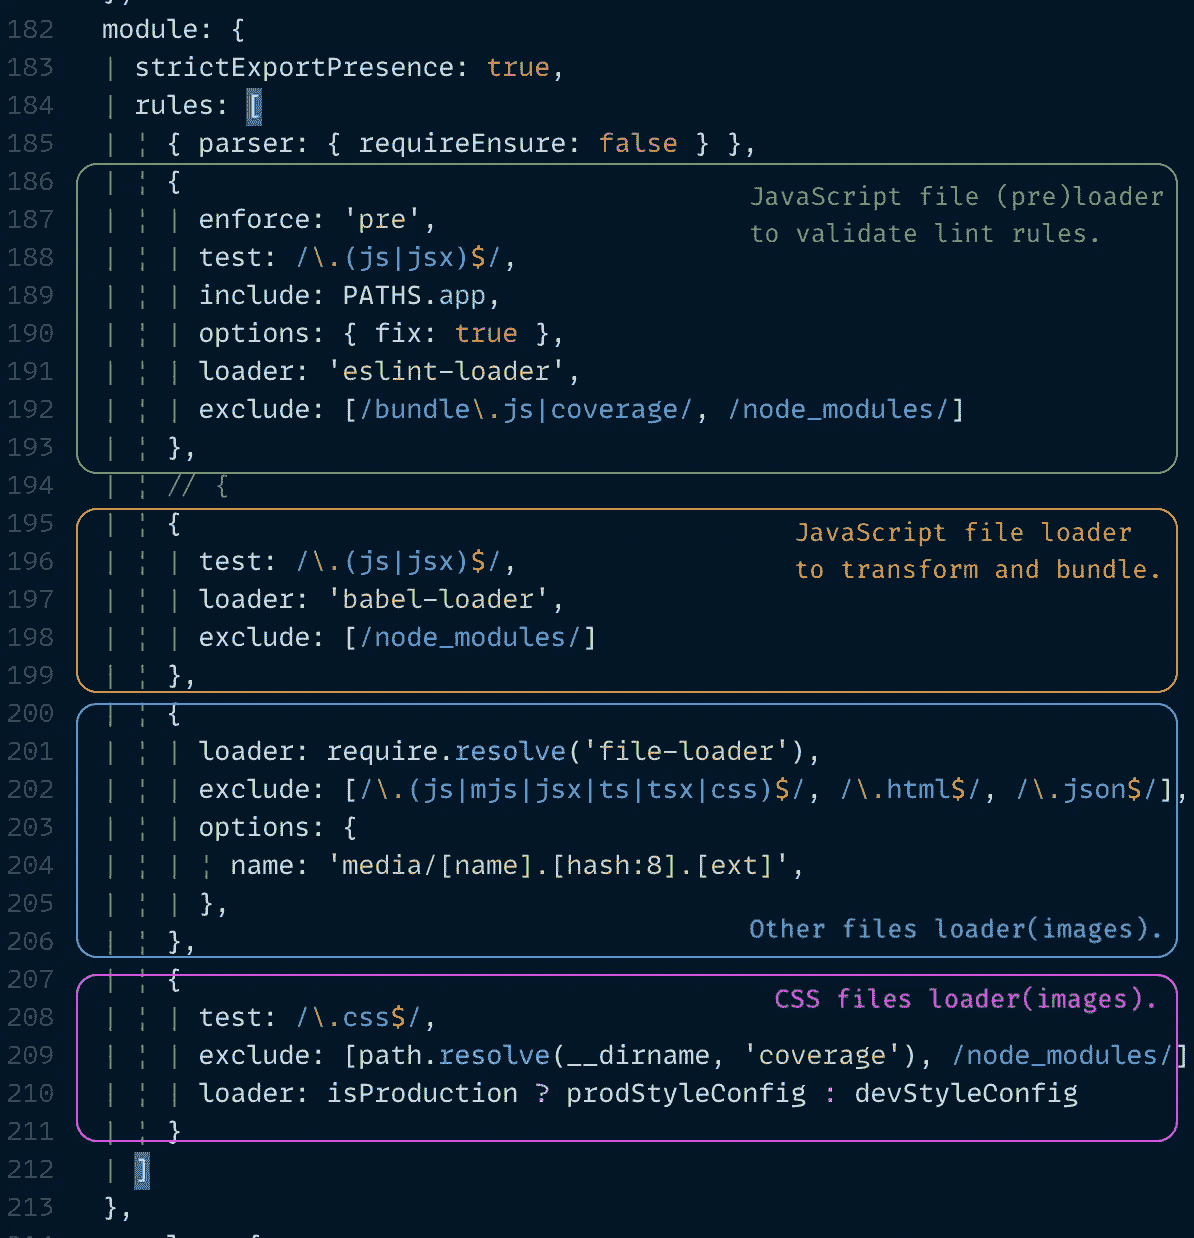 182 module: {
183 strictExportPresence: true,
184 rules: [
185 { parser: { requireEnsure: false } },
186 {
JavaScript file (pre)loader
to validate lint rules.
187 enforce: 'pre',
188 test: /\.(js|jsx)$/,
189 include: PATHS.app,
190 options: { fix: true },
191 loader: 'eslint-loader',
192 exclude: [/bundle\.js|coverage/, /node_modules/]
193 },
194 // {
195 {
JavaScript file loader
to transform and bundle.
196 test: /\.(js|jsx)$/,
197 loader: 'babel-loader',
198 exclude: [/node_modules/]
199 },
200 {
201 loader: require.resolve('file-loader'),
202 exclude: [/\.(js|mjs|jsx|ts|tsx|css)$/, /\.html$/, /\.json$/],
203 options: {
204 name: 'media/[name].[hash:8].[ext]',
205 },
Other files loader(images).
206 },
207 {
CSS files loader(images).
208 test: /\.css$/,
209 exclude: [path.resolve(__dirname, 'coverage'), /node_modules/]
210 loader: isProduction ? prodStyleConfig : devStyleConfig
211 }
212 ]
213 },